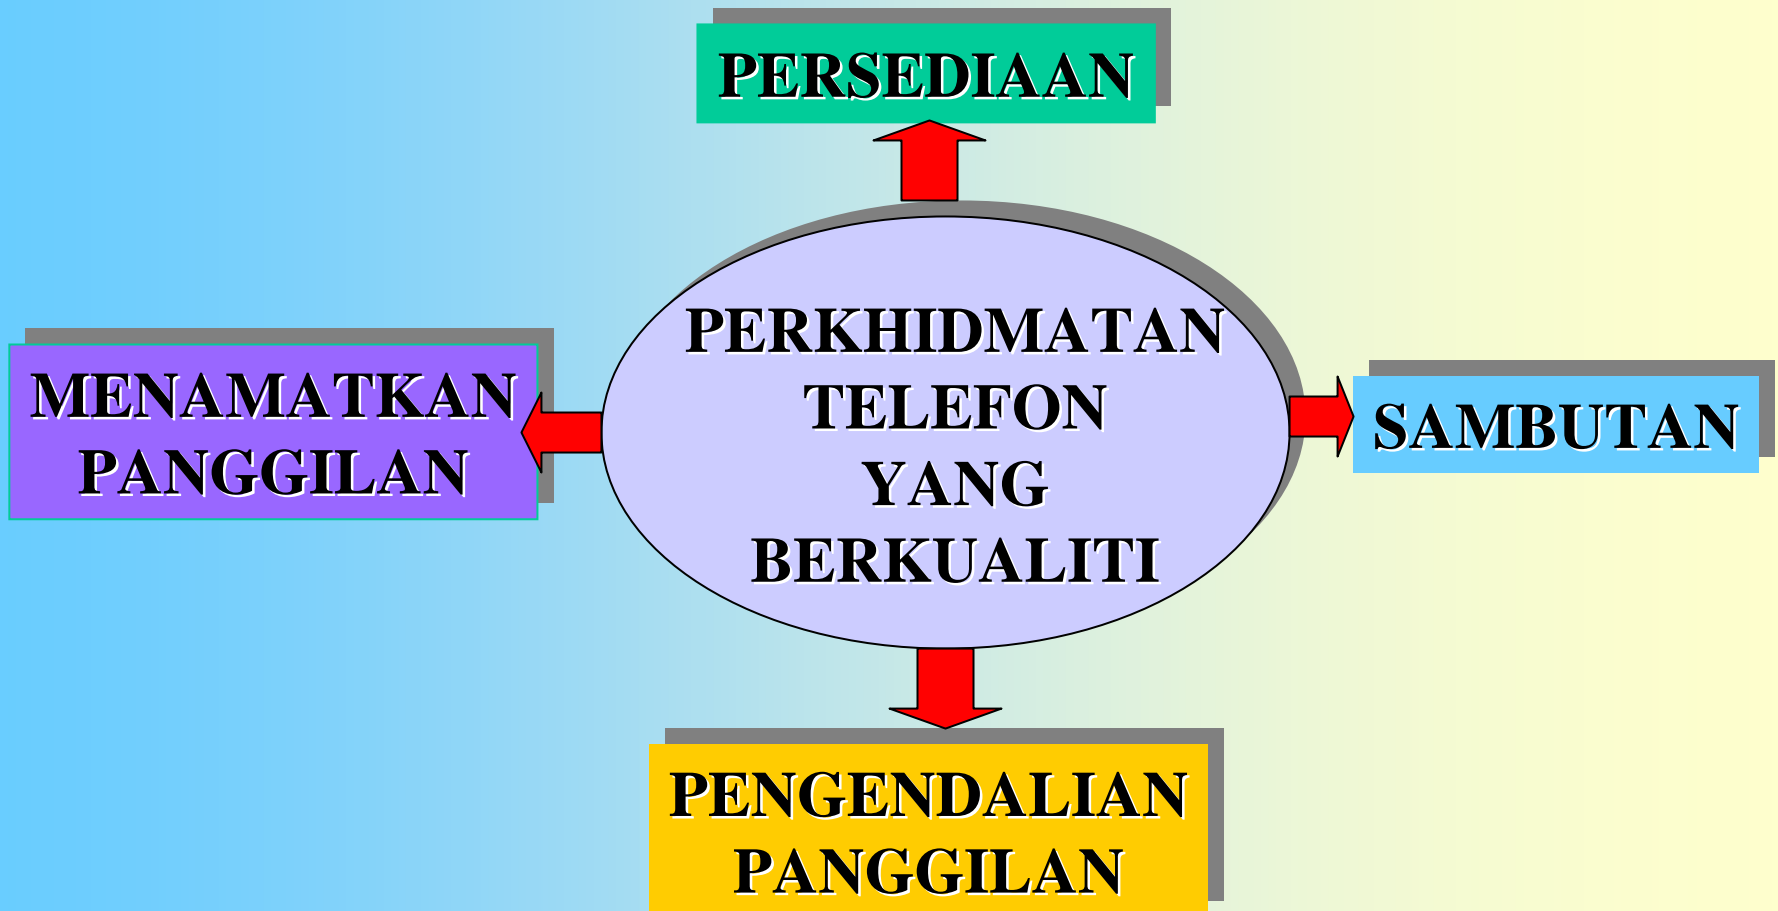 PERSEDIAAN
PERKHIDMATAN
TELEFON
YANG
BERKUALITI
MENAMATKAN
PANGGILAN
SAMBUTAN
PENGENDALIAN
PANGGILAN